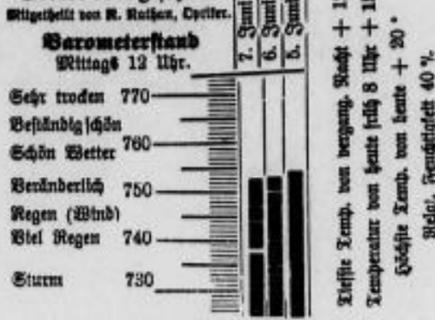 Mitgetheilt von R. Nathan, Optiker.
Barometerstand
Mittags 12 Uhr.
7. Juni
6. Juni
5. Juni
Sehr trocken 770
Beständig schön
Schön Wetter 760
Veränderlich 750
Regen (Wind)
Viel Regen 740
Sturm 730
Tiefste Temp. von vergang. Nacht + 1
Temperatur von heute früh 8 Uhr + 1
Höchste Temp. von heute + 20°
Relat. Feuchtigkeit 40 %